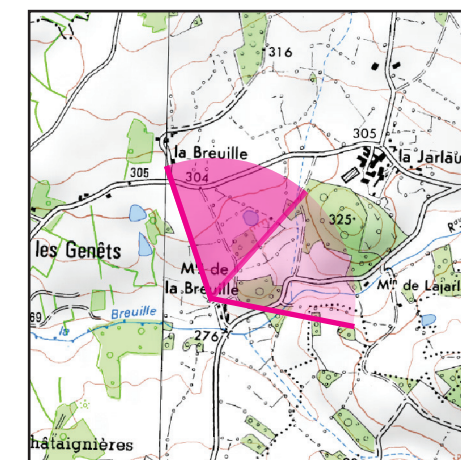 316
305
la Breuille
la Jarlau
305
304
325
les Genêts
Mⁱⁿ de
la Breuille
Mⁱⁿ de Lajarl
Breuille
69
276
hâtaignières